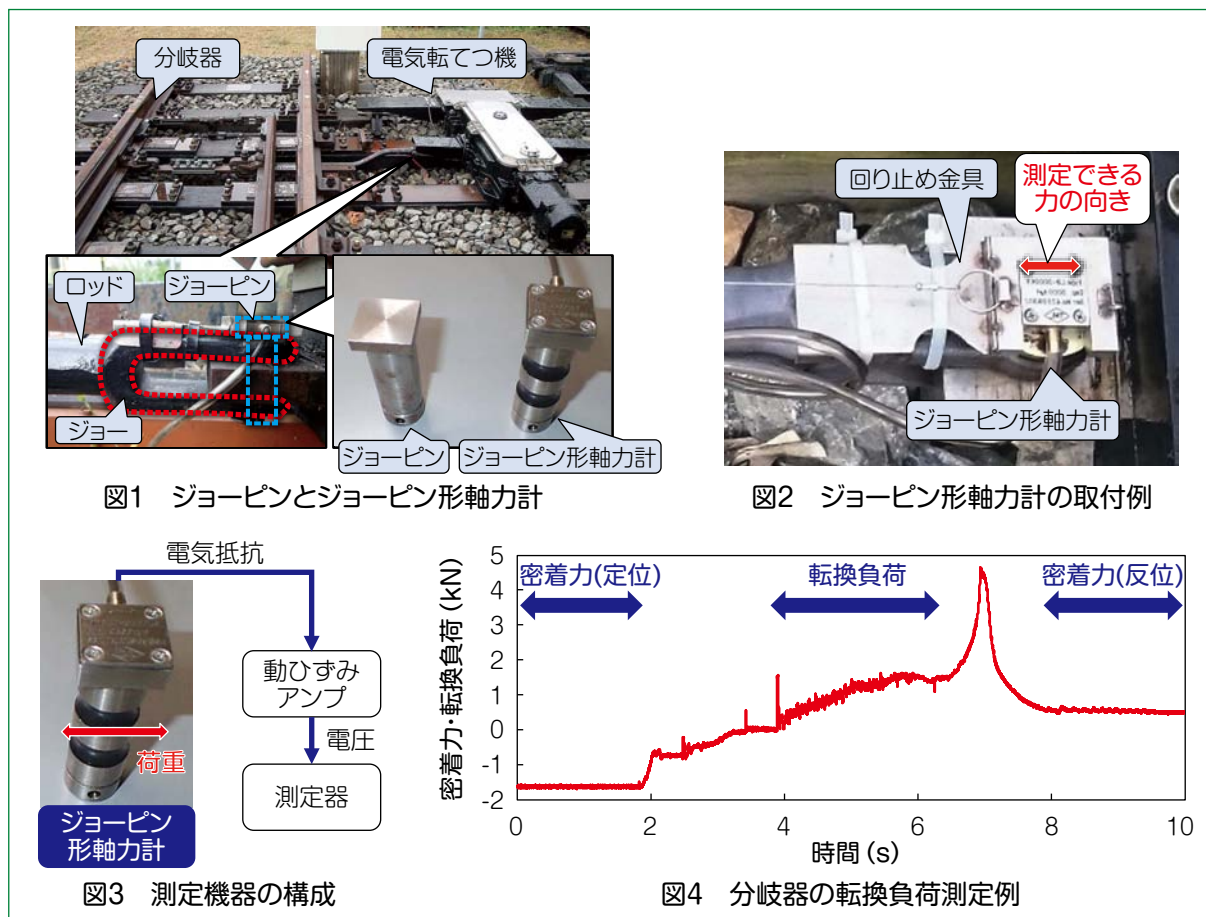 分岐器
電気転てつ機
ロッド
ジョーピン
ジョー
ジョーピン
ジョーピン形軸力計
図1 ジョーピンとジョーピン形軸力計
回り止め金具
測定できる
力の向き
ジョーピン形軸力計
図2 ジョーピン形軸力計の取付例
電気抵抗
動ひずみ
アンプ
電圧
測定器
荷重
ジョーピン
形軸力計
図3 測定機器の構成
密着力・転換負荷(kN)
5
4
3
2
1
0
-1
-2
密着力(定位)
転換負荷
密着力(反位)
0 2 4 6 8 10
時間(s)
図4 分岐器の転換負荷測定例